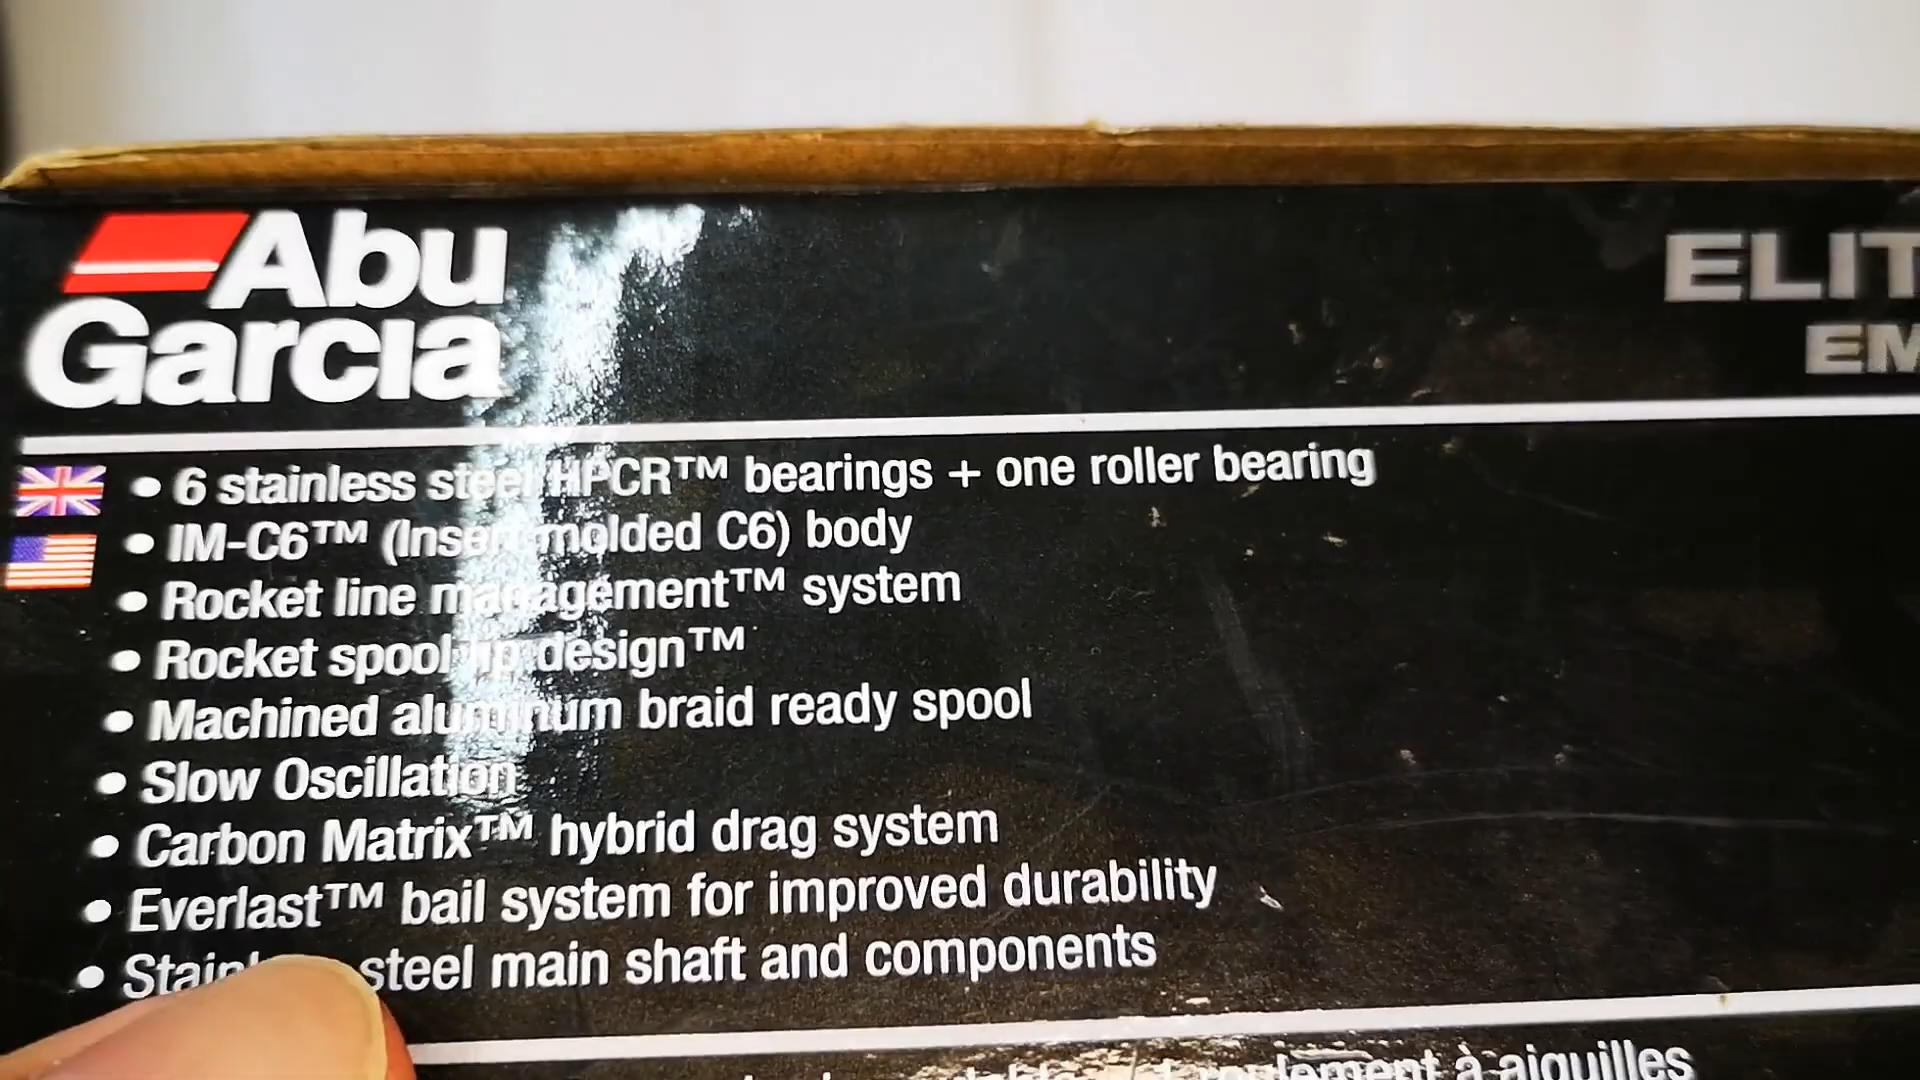 Abu
Garcia
ELIT
EM
• 6 stainless steel HPCR™ bearings + one roller bearing
• IM-C6™ (Insert molded C6) body
• Rocket line management™ system
• Rocket spool lip design™
• Machined aluminum braid ready spool
• Slow Oscillation
• Carbon Matrix™ hybrid drag system
• Everlast™ bail system for improved durability
• steel main shaft and components
roulement à aiguilles